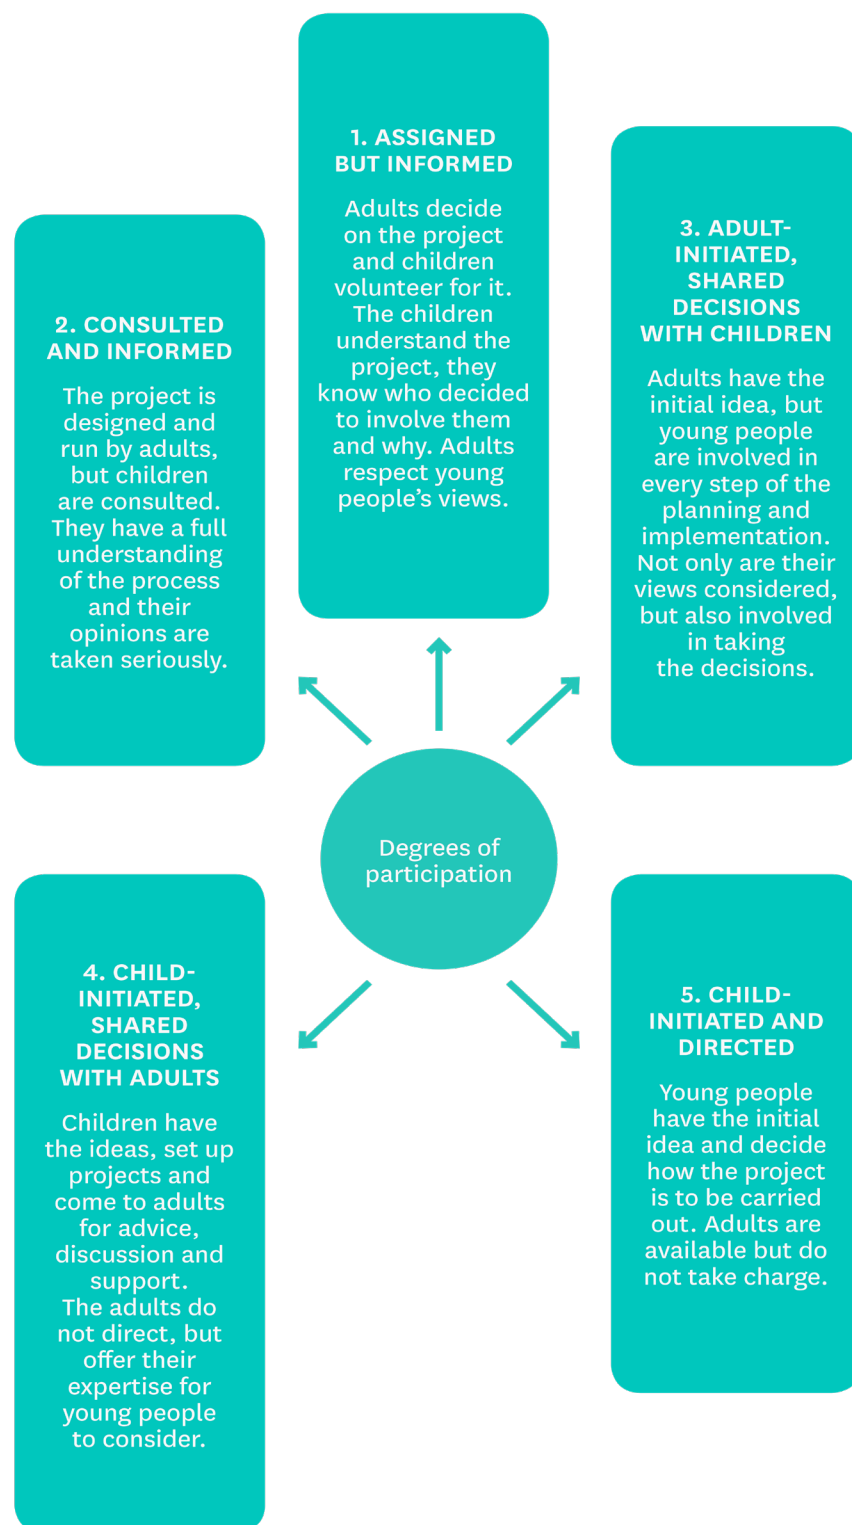 1. ASSIGNED
BUT INFORMED
Adults decide
on the project
and children
volunteer for it.
The children
understand the
project, they
know who decided
to involve them
and why. Adults
respect young
people’s views.
2. CONSULTED
AND INFORMED
The project is
designed and
run by adults,
but children
are consulted.
They have a full
understanding
of the process
and their
opinions are
taken seriously.
3. ADULT-
INITIATED,
SHARED
DECISIONS
WITH CHILDREN
Adults have the
initial idea, but
young people
are involved in
every step of the
planning and
implementation.
Not only are their
views considered,
but also involved
in taking
the decisions.
Degrees of
participation
4. CHILD-
INITIATED,
SHARED
DECISIONS
WITH ADULTS
Children have
the ideas, set up
projects and
come to adults
for advice,
discussion and
support.
The adults do
not direct, but
offer their
expertise for
young people
to consider.
5. CHILD-
INITIATED AND
DIRECTED
Young people
have the initial
idea and decide
how the project
is to be carried
out. Adults are
available but do
not take charge.